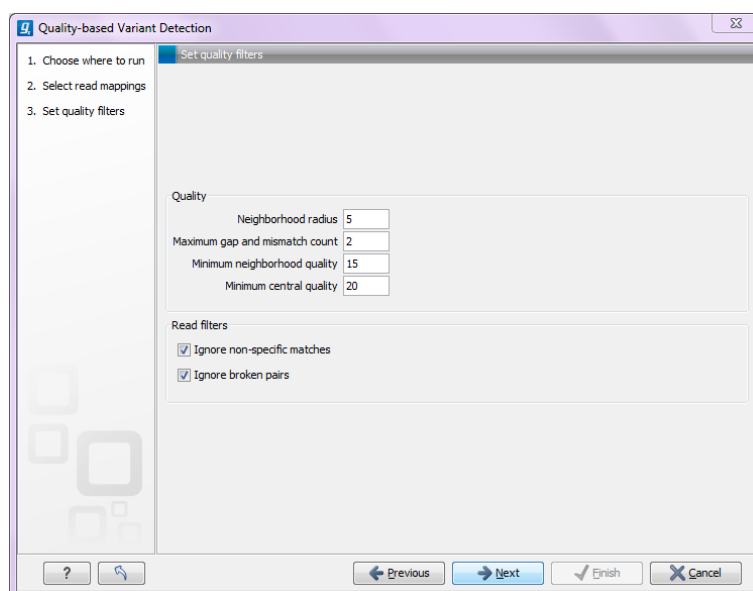 Quality-based Variant Detection
1. Choose where to run
2. Select read mappings
3. Set quality filters
Set quality filters
Quality
Neighborhood radius 5
Maximum gap and mismatch count 2
Minimum neighborhood quality 15
Minimum central quality 20
Read filters
Ignore non-specific matches
Ignore broken pairs
? Previous Next Finish Cancel